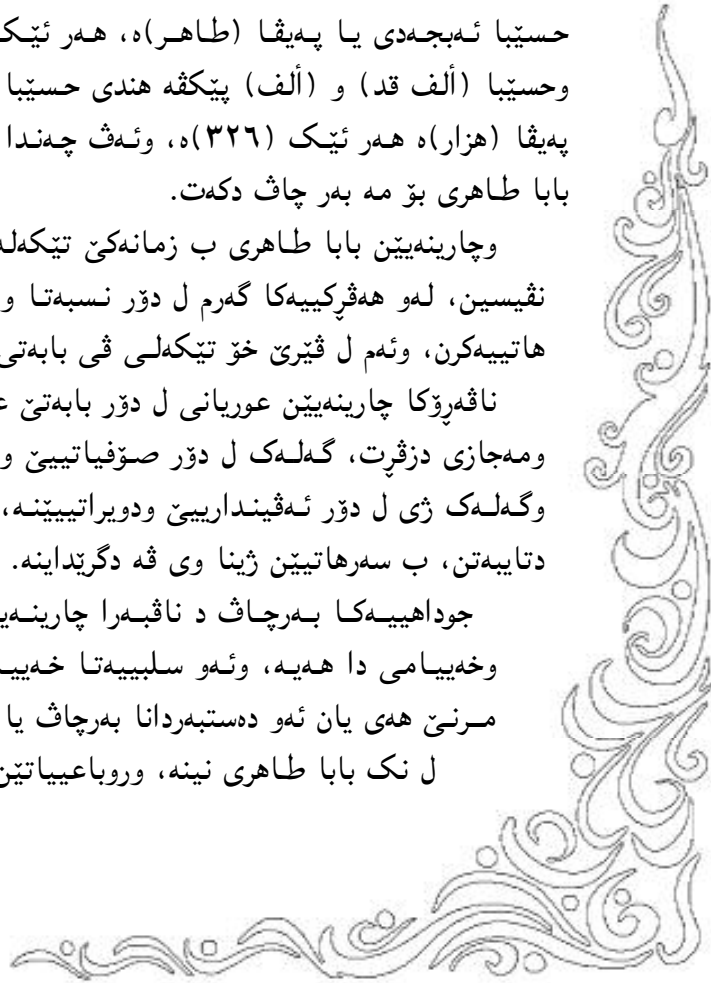 حسێبا ئەبجەدی یا پەیڤا (طاهر)ە، هەر ئێک
وحسێبا (ألف قد) و (ألف) پێکڤە هندی حسێبا
پەیڤا (هزار)ە هەر ئێک (٣٢٦)ە، وئەڤ چەندا
بابا طاهری بۆ مە بەر چاڤ دکەت.
وچارینەیێن بابا طاهری ب زمانەکێ تێکەلە
نڤیسین، لەو هەڤڕکییەکا گەرم ل دۆر نسبەتا و
هاتییەکرن، وئەم ل ڤێرێ خۆ تێکەلی ڤی بابەتی
ناڤەڕۆکا چارینەیێن عوریانی ل دۆر بابەتێ ع
ومەجازی دزڤڕت، گەلەک ل دۆر صۆفیاتییێ و
وگەلەک ژی ل دۆر ئەڤیندارییێ ودویراتییێنە،
دتایبەتن، ب سەرهاتیێن ژینا وی ڤە دگرێداینە.
جوداهییەکا بەرچاڤ د ناڤبەرا چارینەی
وخەییامی دا هەیە، وئەو سلبییەتا خەیی
مرنێ هەی یان ئەو دەستبەردانا بەرچاڤ یا
ل نک بابا طاهری نینە، وروباعییاتێن